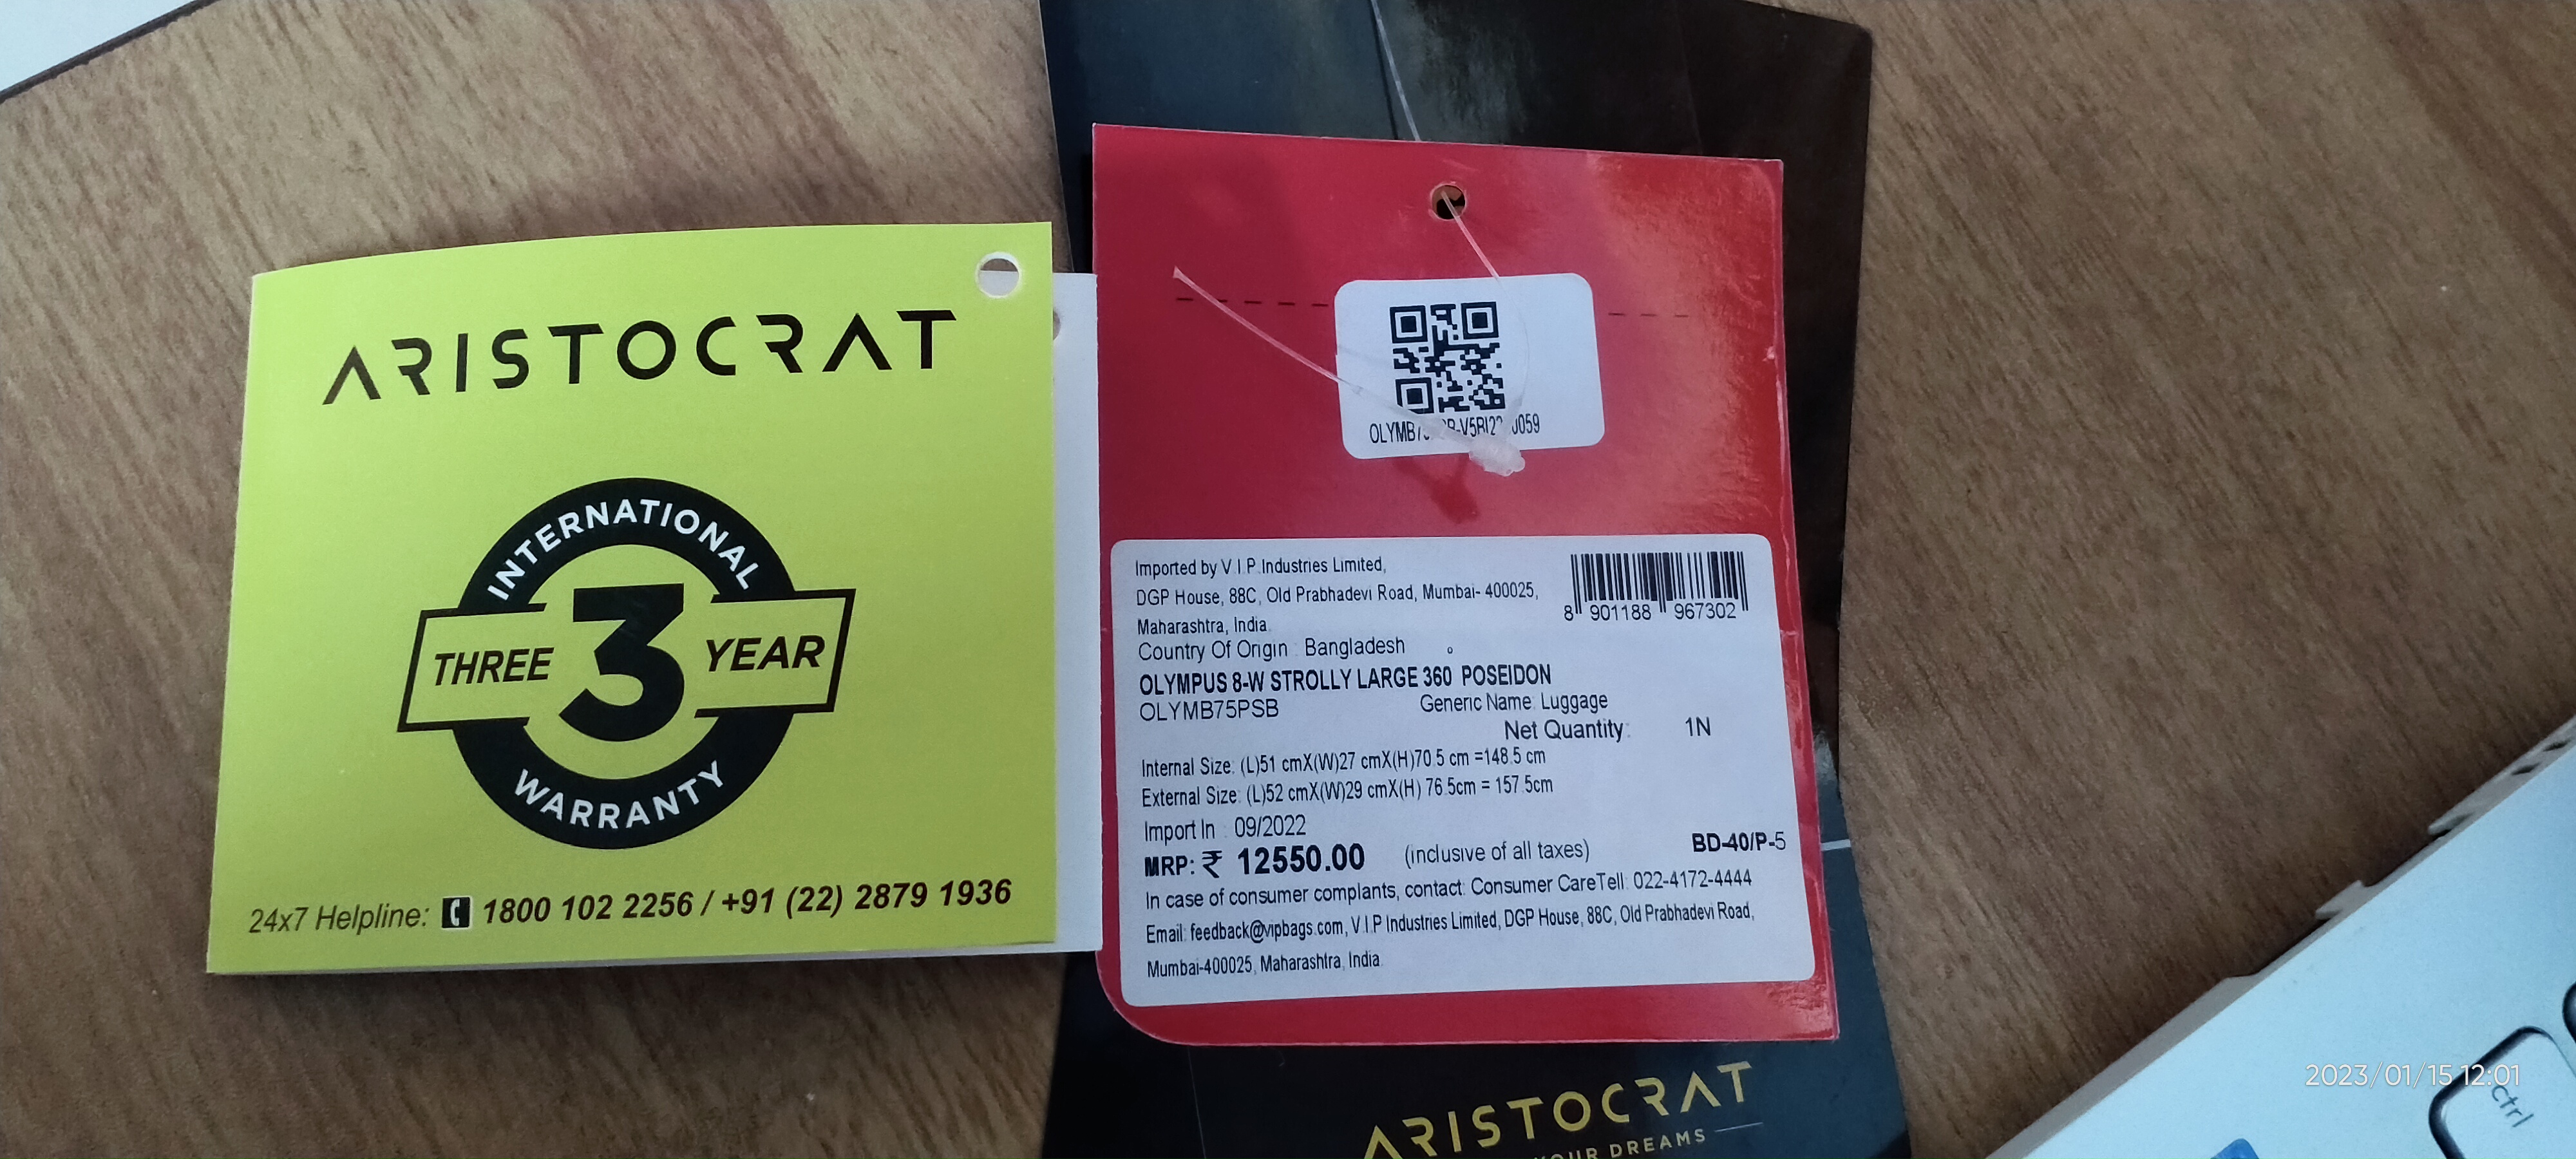 ARISTOCRAT
INTERNATIONAL
THREE 3 YEAR
WARRANTY
24x7 Helpline: 1800 102 2256 / +91 (22) 2879 1936
Imported by V.I.P.Industries Limited,
DGP House, 88C, Old Prabhadevi Road, Mumbai- 400025,
Maharashtra, India.
8 901188 967302
Country Of Origin : Bangladesh
OLYMPUS 8-W STROLLY LARGE 360 POSEIDON
OLYMB75PSB Generic Name: Luggage
Net Quantity: 1N
Internal Size: (L)51 cmX(W)27 cmX(H)70.5 cm =148.5 cm
External Size: (L)52 cmX(W)29 cmX(H) 76.5cm = 157.5cm
Import In : 09/2022
MRP: ₹ 12550.00 (inclusive of all taxes) BD-40/P-5
In case of consumer complants, contact: Consumer CareTell: 022-4172-4444
Email: feedback@vipbags.com, V.I.P Industries Limited, DGP House, 88C, Old Prabhadevi Road,
Mumbai-400025, Maharashtra, India.
ARISTOCRAT
YOUR DREAMS
ctrl
2023/01/15 12:01